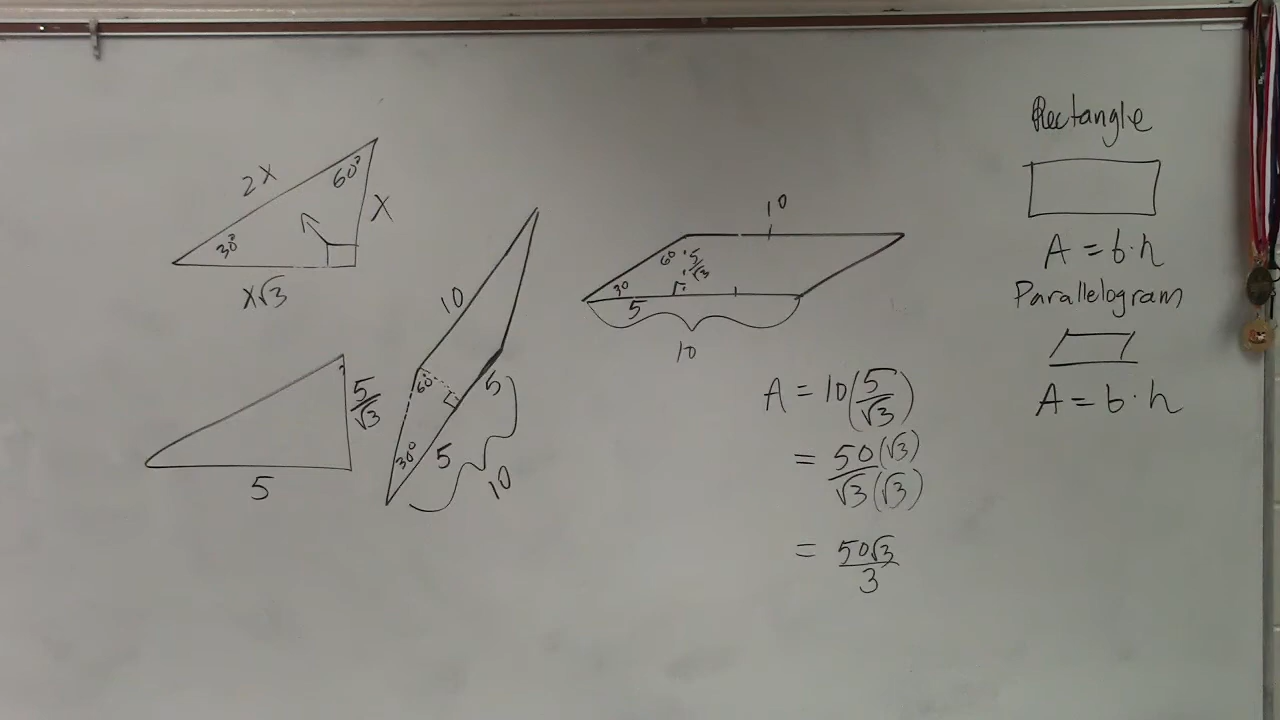 2x
60°
30°
x
x√3
5/√3
5
10
60°
5
30°
5
10
10
60°
5/√3
30
5
10
A = 10(5/√3)
= 50(√3)/√3(√3)
= 50√3/3
Rectangle
A = b·h
Parallelogram
A = b·h